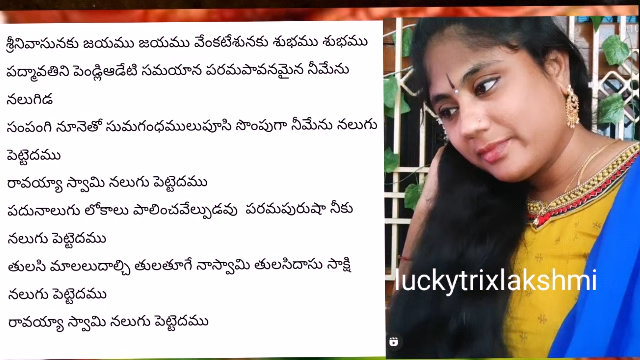 శ్రీనివాసునకు జయము జయము వేంకటేశునకు శుభము శుభము
పద్మావతిని పెండ్లిఆడేటి సమయాన పరమపావనమైన నీమేను
నలుగిడ
సంపంగి నూనెతో సుమగంధములుపూసి సొంపుగా నీమేను నలుగు
పెట్టెదము
రావయ్యా స్వామి నలుగు పెట్టెదము
పదునాలుగు లోకాలు పాలించవేల్పుడవు పరమపురుషా నీకు
నలుగు పెట్టెదము
తులసి మాలలుదాల్చి తులతూగే నాస్వామి తులసిదాసు సాక్షి
నలుగు పెట్టెదము
రావయ్యా స్వామి నలుగు పెట్టెదము
luckytrixlakshmi